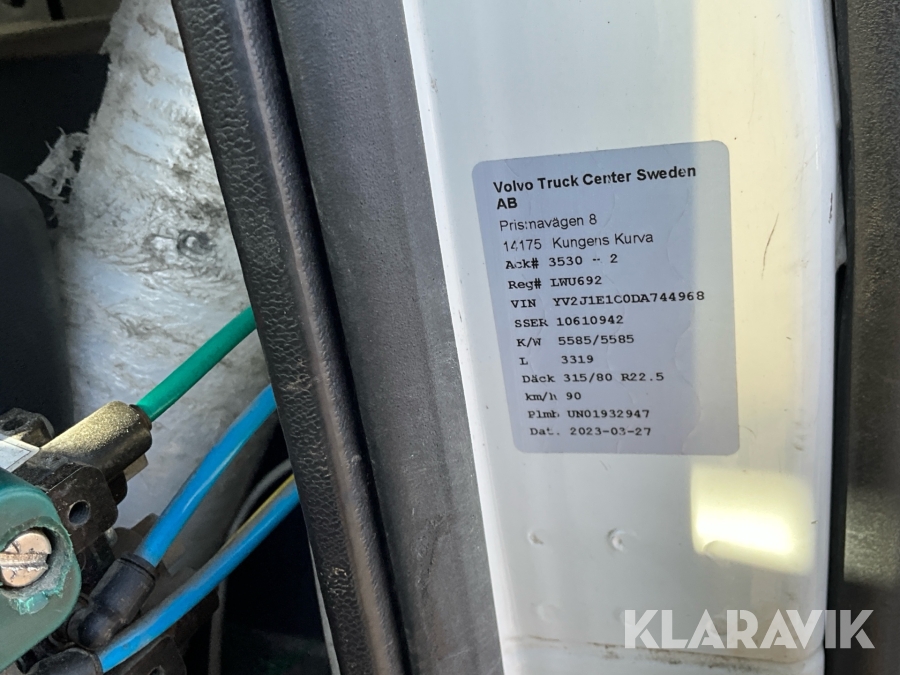 Volvo Truck Center Sweden
AB
Prismavägen 8
14175 Kungens Kurva
Ack# 3530 - 2
Reg# LWU692
VIN YV2J1E1C0DA744968
SSER 10610942
K/W 5585/5585
L 3319
Däck 315/80 R22.5
km/h 90
Plmb UN01932947
Dat. 2023-03-27
KLARAVIK